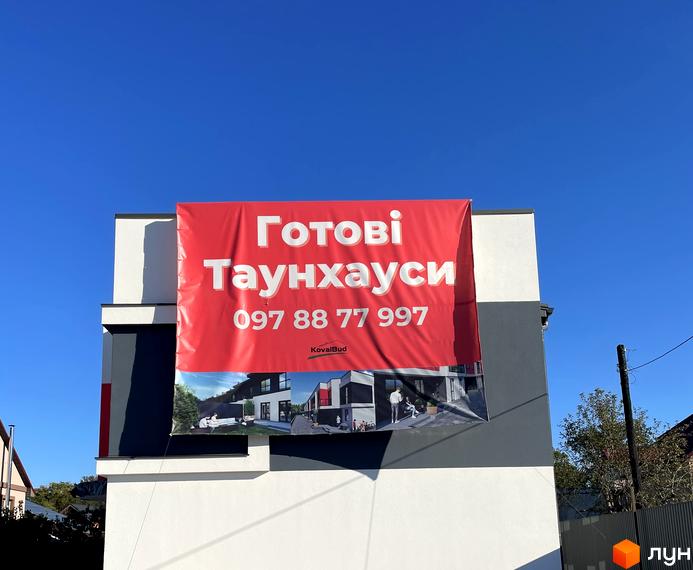 Готові
Таунхауси
097 88 77 997
KovalBud
лун